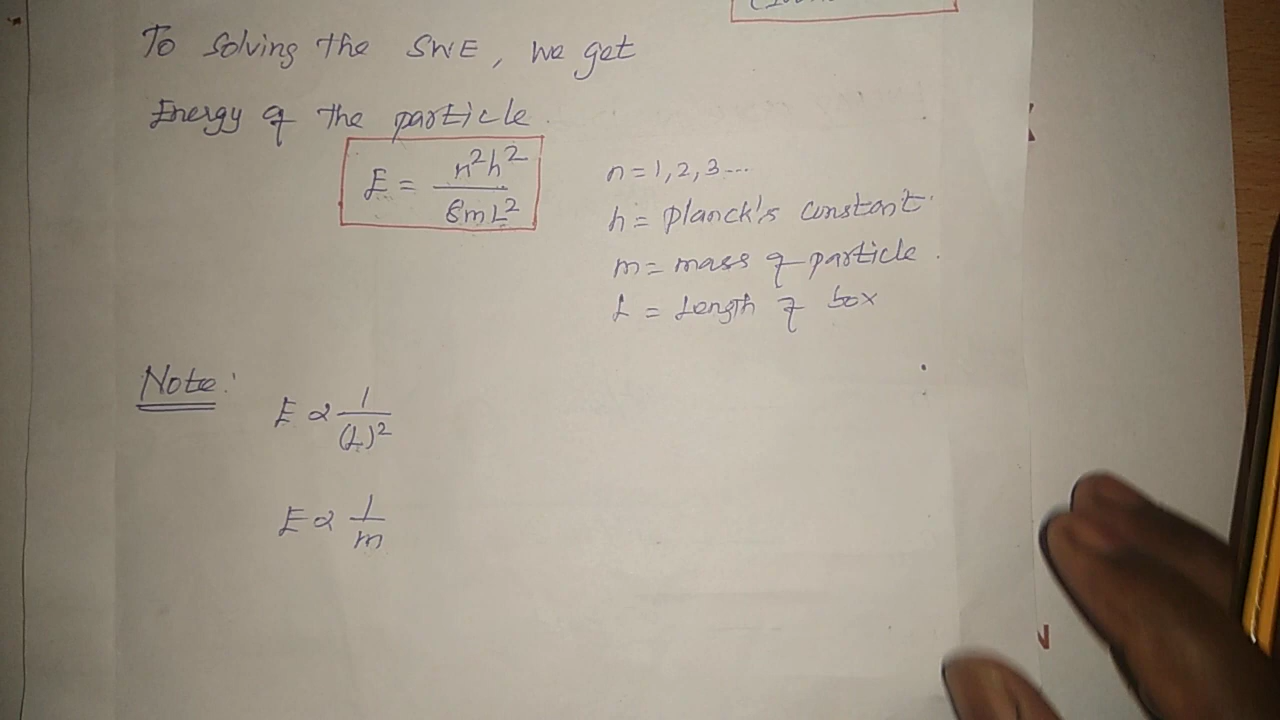 To solving the SWE, we get
Energy of the particle.
E = n²h² / 8mL²
n = 1, 2, 3 ...
h = planck's constant.
m = mass of particle.
L = Length of box
Note:
E ∝ 1/(L)²
E ∝ 1/m
N